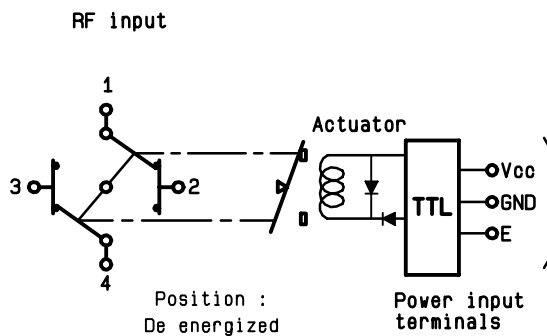 RF input
1
Actuator
3
2
TTL
Vcc
GND
E
4
Position :
De energized
Power input
terminals